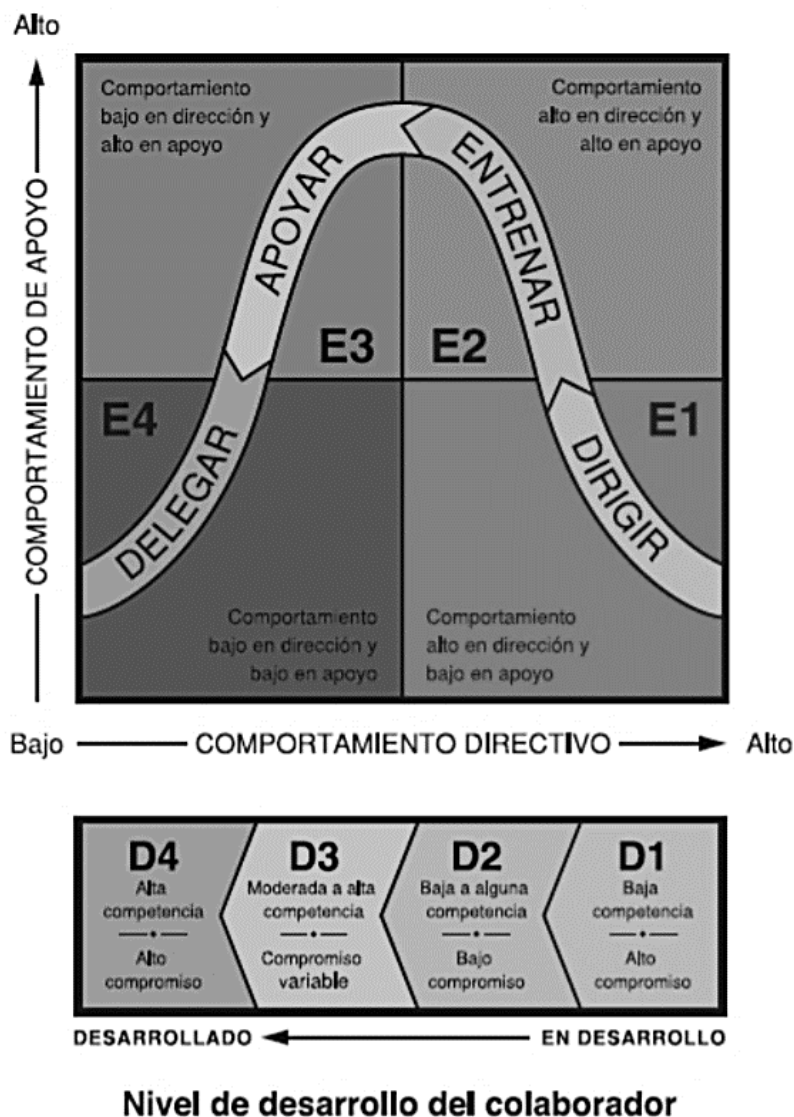 Alto
COMPORTAMIENTO DE APOYO
Comportamiento
bajo en dirección y
alto en apoyo
Comportamiento
alto en dirección y
alto en apoyo
APOYAR
ENTRENAR
E3
E2
E4
E1
DELEGAR
DIRIGIR
Comportamiento
bajo en dirección y
bajo en apoyo
Comportamiento
alto en dirección y
bajo en apoyo
Bajo
COMPORTAMIENTO DIRECTIVO
Alto
D4
Alta
competencia
Alto
compromiso
D3
Moderada a alta
competencia
Compromiso
variable
D2
Baja a alguna
competencia
Bajo
compromiso
D1
Baja
competencia
Alto
compromiso
DESARROLLADO
EN DESARROLLO
Nivel de desarrollo del colaborador